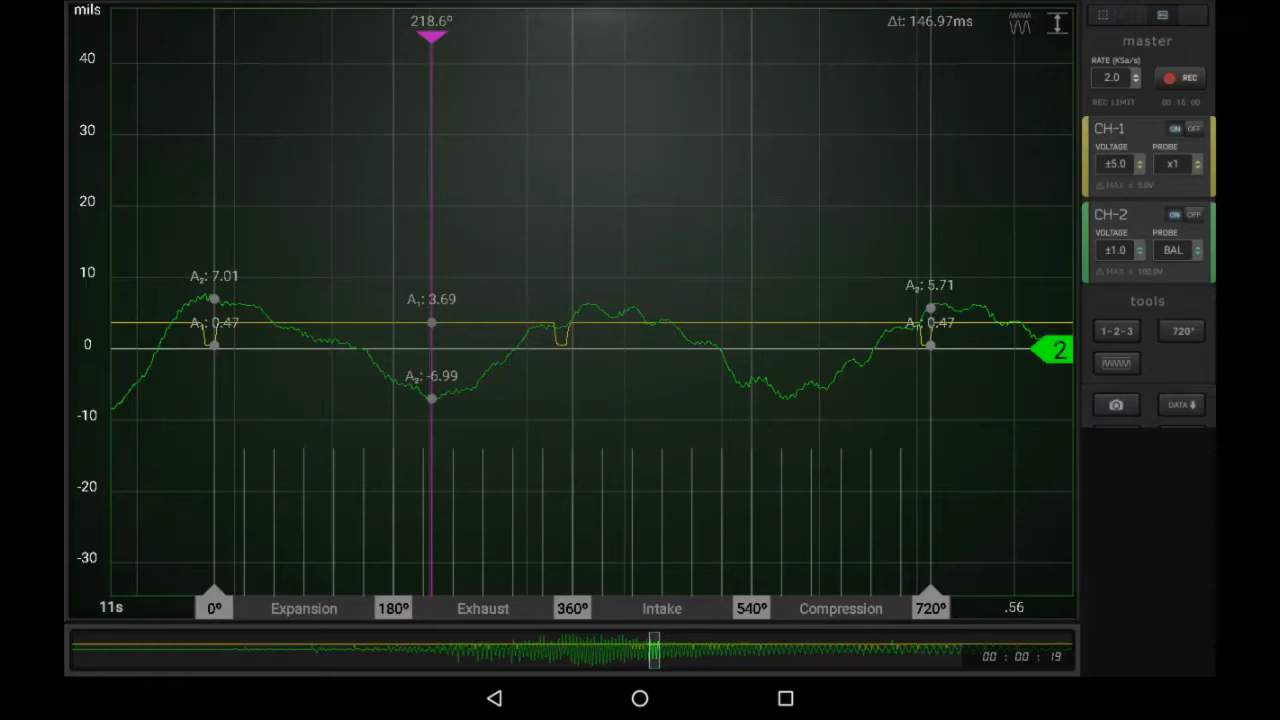 mils
218.6°
Δt: 146.97ms
40
30
20
10
0
-10
-20
-30
A₂: 7.01
A₁: 0.47
A₁: 3.69
A₂: -6.99
A₂: 5.71
A₁: 0.47
2
11s
0°
Expansion
180°
Exhaust
360°
Intake
540°
Compression
720°
.56
00 : 00 : 19
master
RATE (KSa/s)
2.0
REC
REC LIMIT
00:15:00
CH-1
ON OFF
VOLTAGE
PROBE
±5.0
x1
CH-2
ON OFF
VOLTAGE
PROBE
±1.0
BAL
tools
1-2-3
720°
DATA